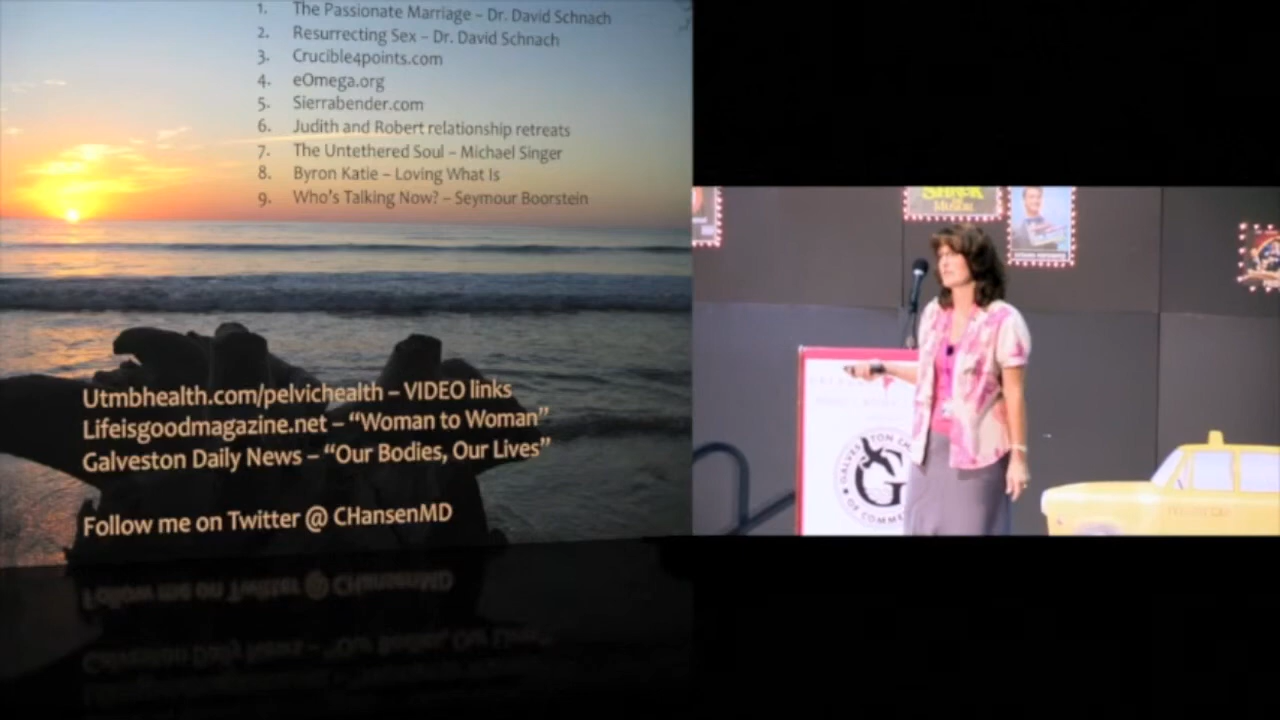 1. The Passionate Marriage – Dr. David Schnach
2. Resurrecting Sex – Dr. David Schnach
3. Crucible4points.com
4. eOmega.org
5. Sierrabender.com
6. Judith and Robert relationship retreats
7. The Untethered Soul – Michael Singer
8. Byron Katie – Loving What Is
9. Who's Talking Now? – Seymour Boorstein
Utmbhealth.com/pelvichealth – VIDEO links
Lifeisgoodmagazine.net – “Woman to Woman”
Galveston Daily News – “Our Bodies, Our Lives”
Follow me on Twitter @ CHansenMD